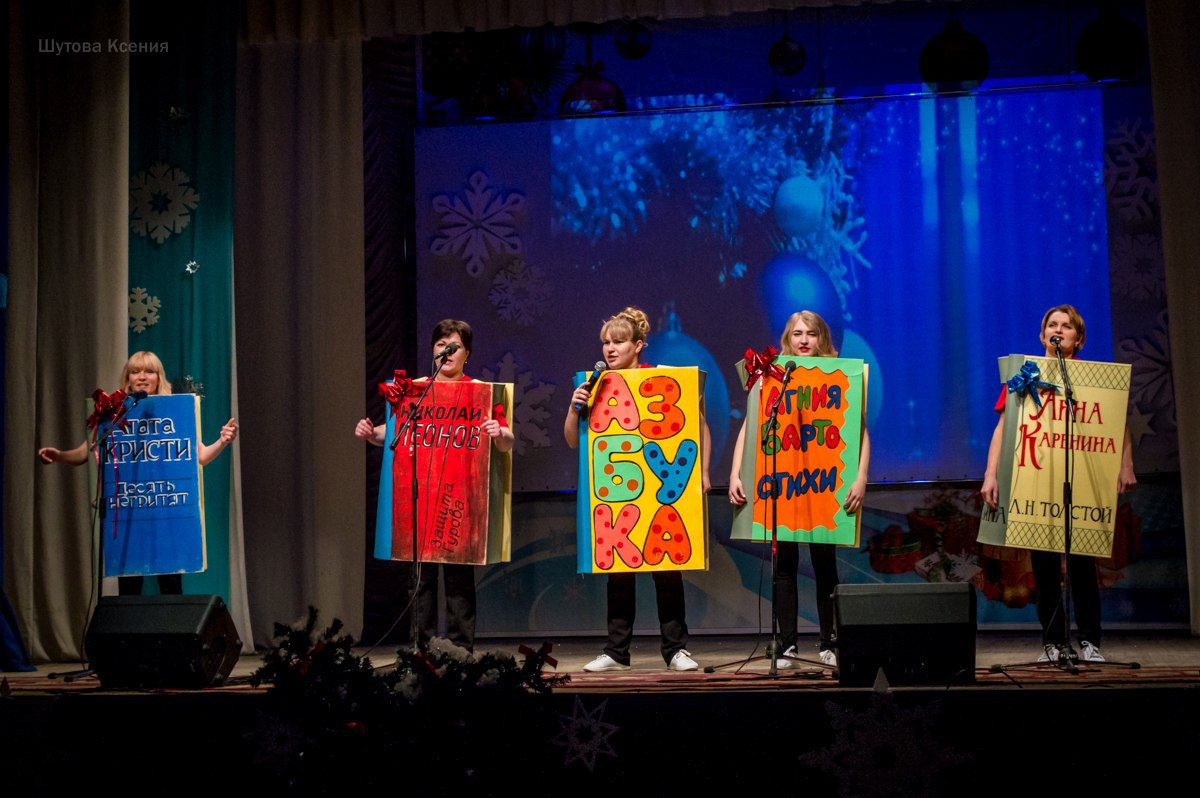 Шутова Ксения
Агата
КРИСТИ
Десять
негритят
НИКОЛАЙ
ЛЕОНОВ
Защита
Гурова
АЗ
БУ
КА
АГНИЯ
БАРТО
СТИХИ
Анна
Каренина
Л.Н. ТОЛСТОЙ